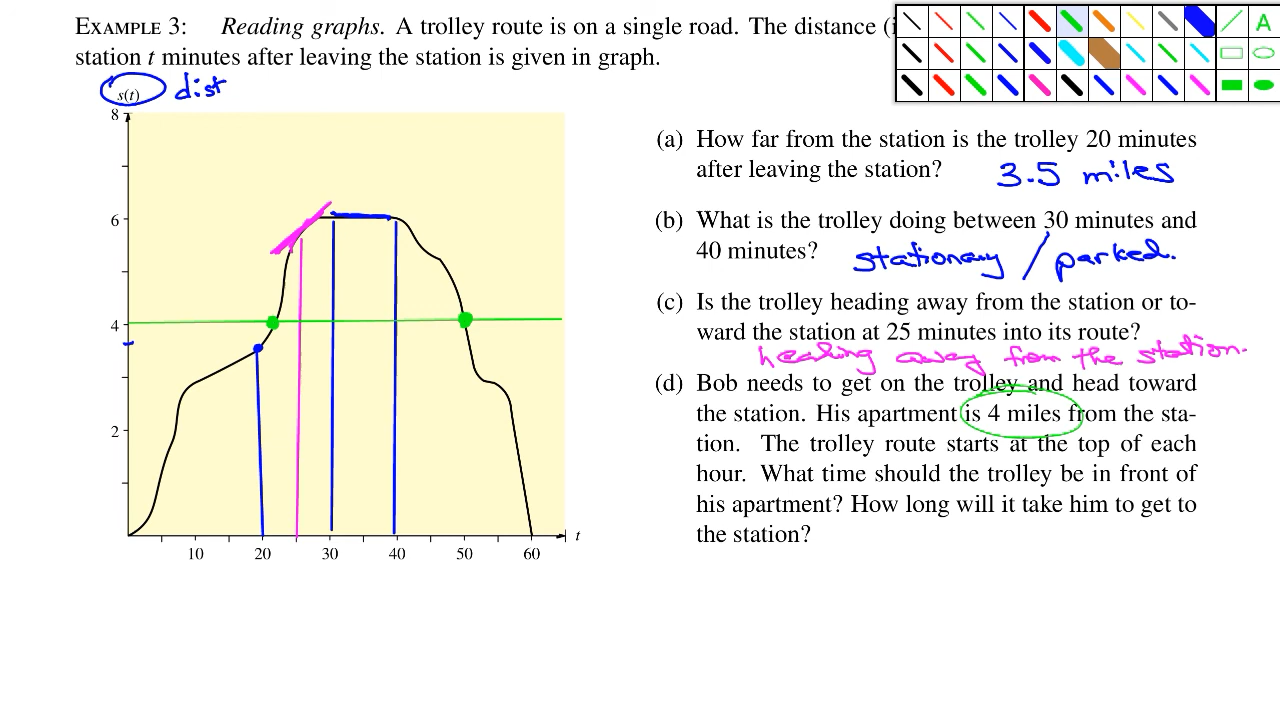 EXAMPLE 3: Reading graphs. A trolley route is on a single road. The distance (
station t minutes after leaving the station is given in graph.
s(t) dist
8
6
4
2
10 20 30 40 50 60 t
(a) How far from the station is the trolley 20 minutes
after leaving the station? 3.5 miles
(b) What is the trolley doing between 30 minutes and
40 minutes? stationary / parked.
(c) Is the trolley heading away from the station or to-
ward the station at 25 minutes into its route?
heading away from the station.
(d) Bob needs to get on the trolley and head toward
the station. His apartment is 4 miles from the sta-
tion. The trolley route starts at the top of each
hour. What time should the trolley be in front of
his apartment? How long will it take him to get to
the station?
A